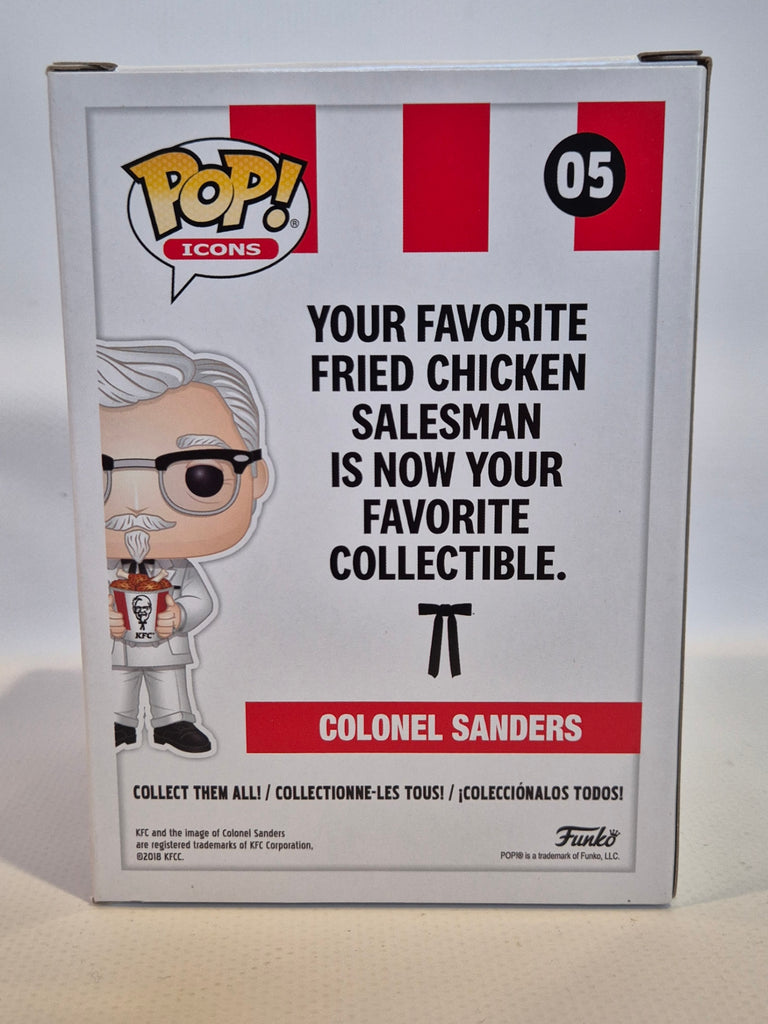 POP!®
ICONS
05
YOUR FAVORITE
FRIED CHICKEN
SALESMAN
IS NOW YOUR
FAVORITE
COLLECTIBLE.
KFC
COLONEL SANDERS
COLLECT THEM ALL! / COLLECTIONNE-LES TOUS! / ¡COLECCIÓNALOS TODOS!
KFC and the image of Colonel Sanders
are registered trademarks of KFC Corporation,
©2018 KFCC.
Funko
POP!® is a trademark of Funko, LLC.